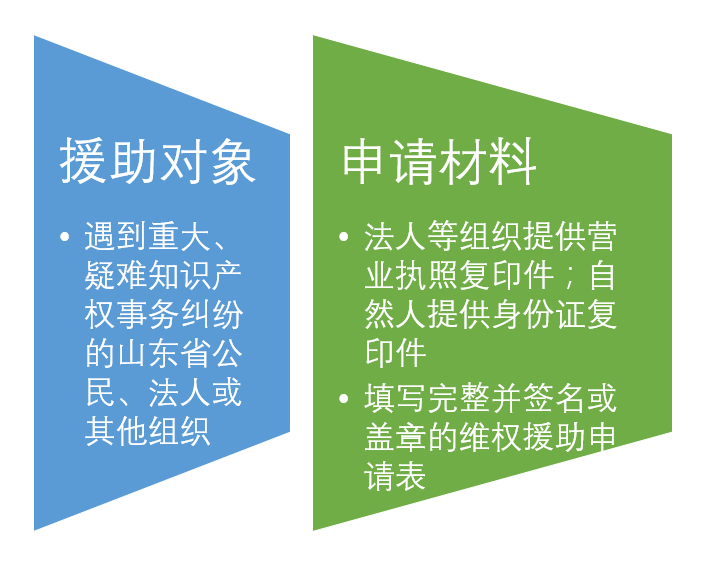 援助对象
• 遇到重大、
疑难知识产
权事务纠纷
的山东省公
民、法人或
其他组织
申请材料
• 法人等组织提供营
业执照复印件；自
然人提供身份证复
印件
• 填写完整并签名或
盖章的维权援助申
请表